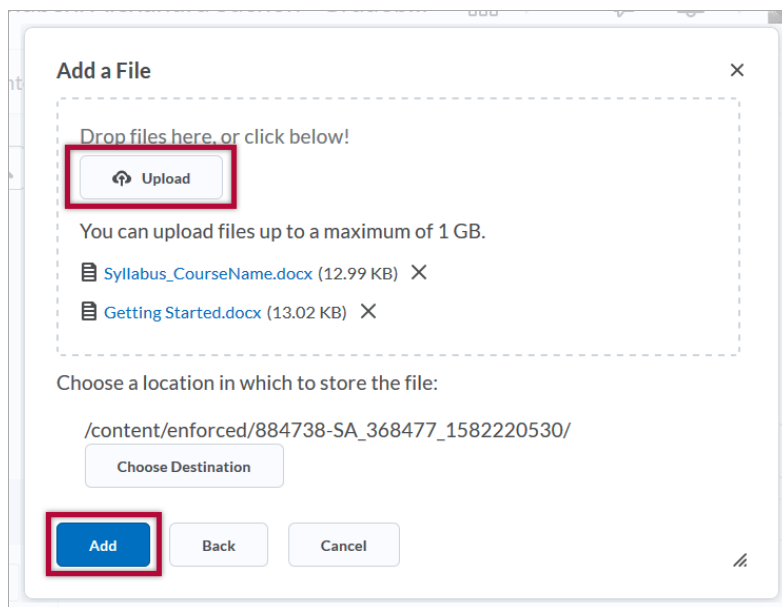 Add a File
Drop files here, or click below!
Upload
You can upload files up to a maximum of 1 GB.
Syllabus_CourseName.docx (12.99 KB)
Getting Started.docx (13.02 KB)
Choose a location in which to store the file:
/content/enforced/884738-SA_368477_1582220530/
Choose Destination
Add Back Cancel